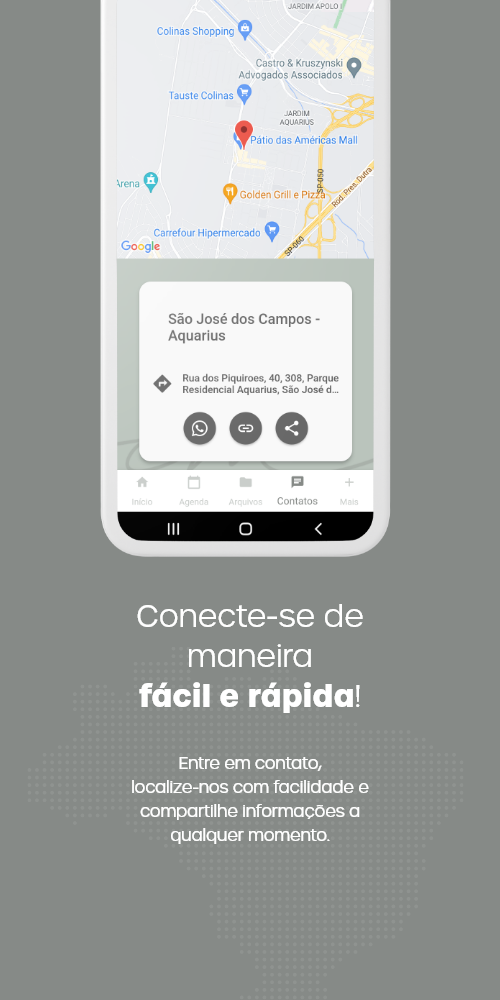 JARDIM APOLO I
Colinas Shopping
Castro & Kruszynski
Advogados Associados
Tauste Colinas
JARDIM
AQUARIUS
Pátio das Américas Mall
SP-050
Rod. Pres. Dutra
Arena
Golden Grill e Pizza
Carrefour Hipermercado
SP-060
Google
São José dos Campos -
Aquarius
Rua dos Piquiroes, 40, 308, Parque
Residencial Aquarius, São José d...
Início Agenda Arquivos Contatos Mais
Conecte-se de
maneira
fácil e rápida!
Entre em contato,
localize-nos com facilidade e
compartilhe informações a
qualquer momento.